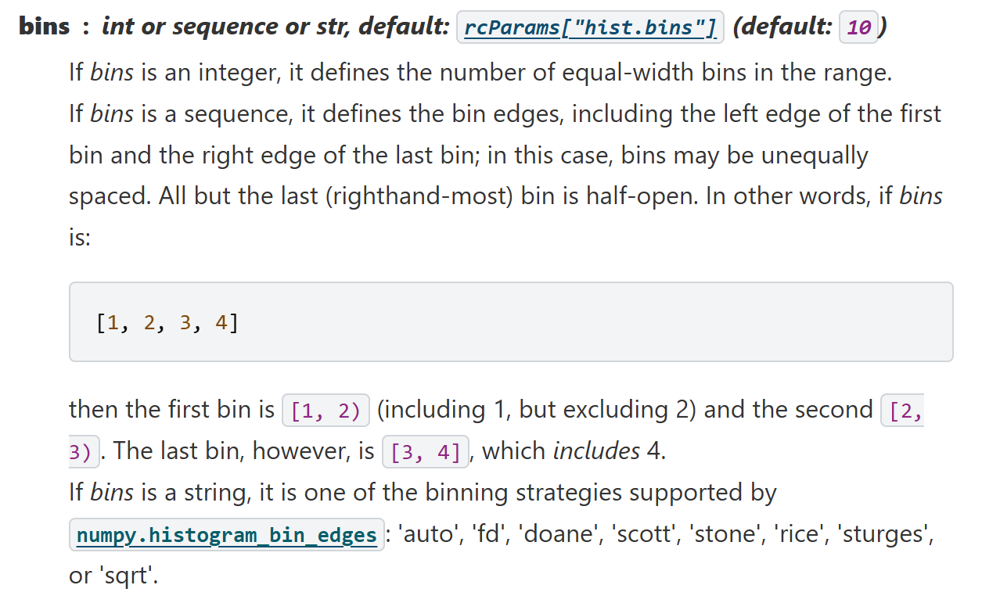 bins : int or sequence or str, default: rcParams["hist.bins"] (default: 10)
If bins is an integer, it defines the number of equal-width bins in the range.
If bins is a sequence, it defines the bin edges, including the left edge of the first
bin and the right edge of the last bin; in this case, bins may be unequally
spaced. All but the last (righthand-most) bin is half-open. In other words, if bins
is:
[1, 2, 3, 4]
then the first bin is [1, 2) (including 1, but excluding 2) and the second [2,
3). The last bin, however, is [3, 4], which includes 4.
If bins is a string, it is one of the binning strategies supported by
numpy.histogram_bin_edges: 'auto', 'fd', 'doane', 'scott', 'stone', 'rice', 'sturges',
or 'sqrt'.